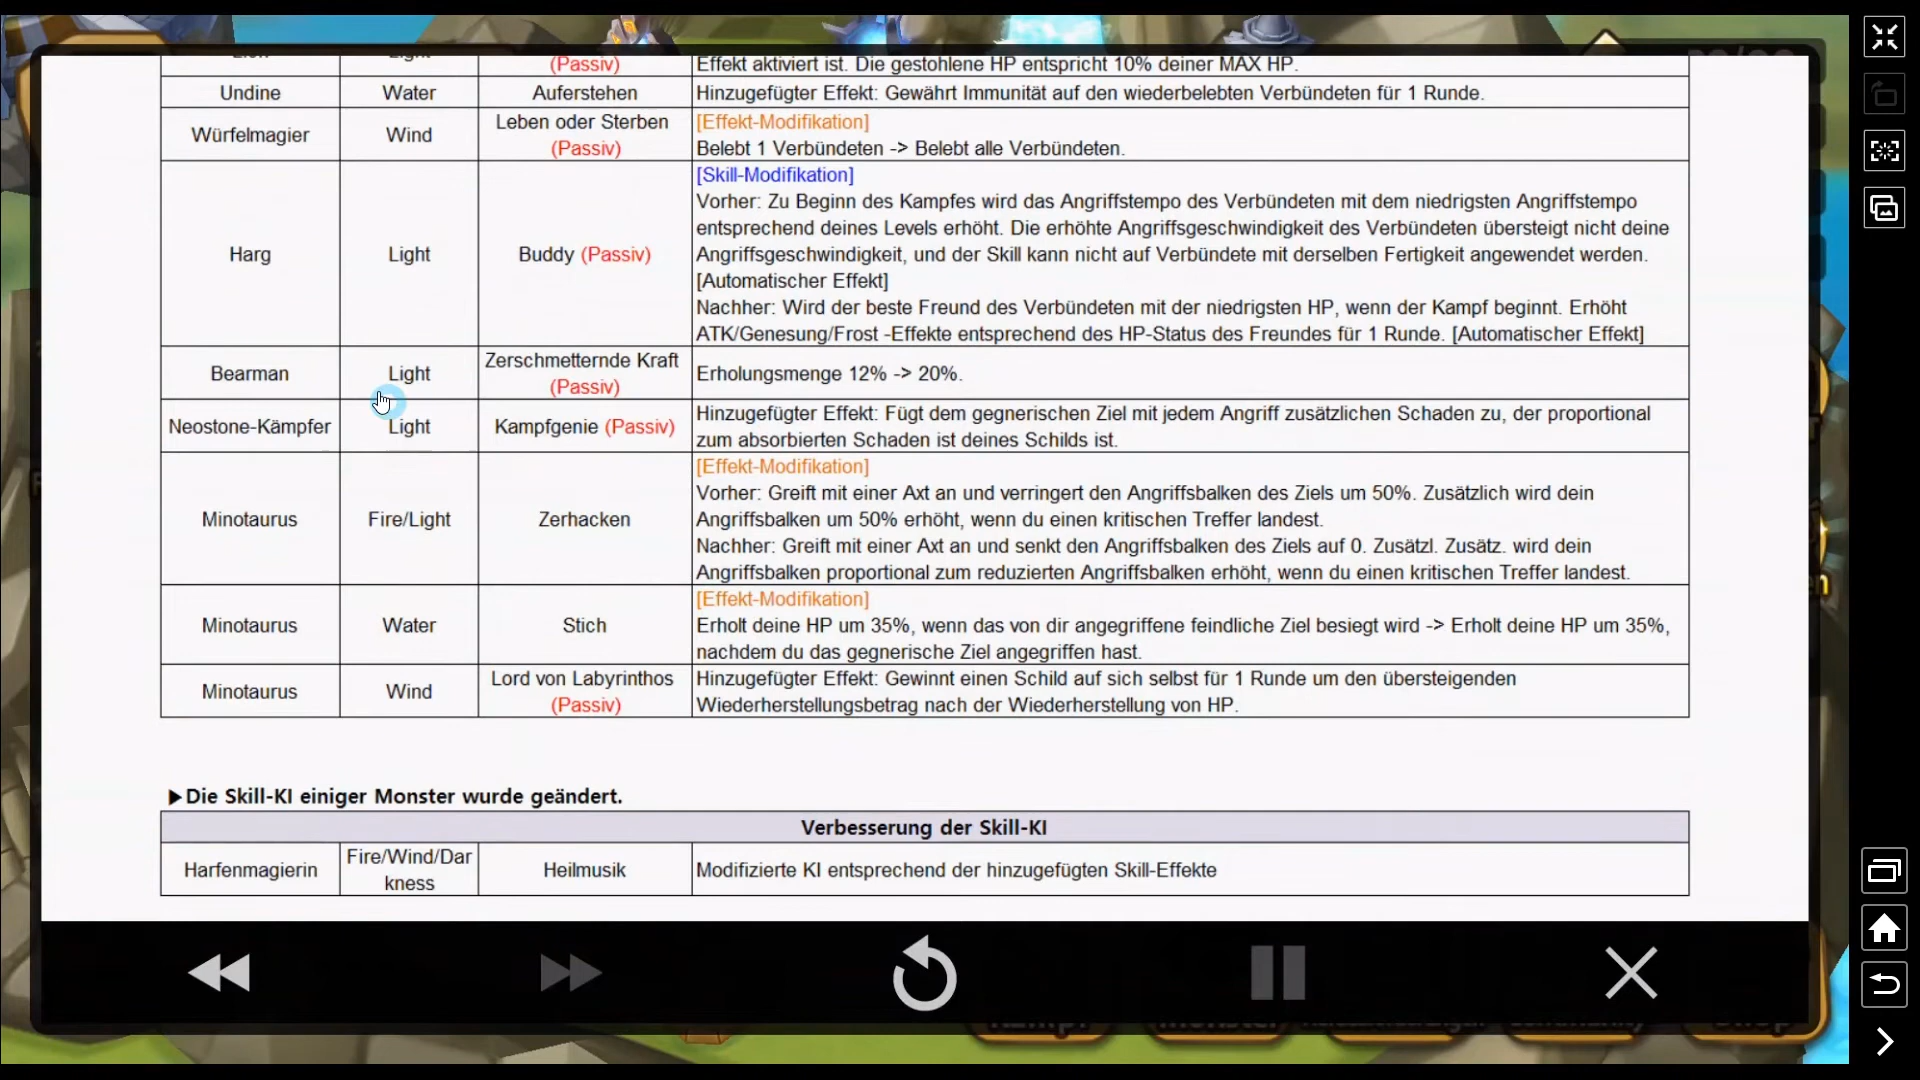 (Passiv)
Effekt aktiviert ist. Die gestohlene HP entspricht 10% deiner MAX HP.
Undine
Water
Auferstehen
Hinzugefügter Effekt: Gewährt Immunität auf den wiederbelebten Verbündeten für 1 Runde.
Würfelmagier
Wind
Leben oder Sterben
(Passiv)
[Effekt-Modifikation]
Belebt 1 Verbündeten -> Belebt alle Verbündeten.
Harg
Light
Buddy (Passiv)
[Skill-Modifikation]
Vorher: Zu Beginn des Kampfes wird das Angriffstempo des Verbündeten mit dem niedrigsten Angriffstempo
entsprechend deines Levels erhöht. Die erhöhte Angriffsgeschwindigkeit des Verbündeten übersteigt nicht deine
Angriffsgeschwindigkeit, und der Skill kann nicht auf Verbündete mit derselben Fertigkeit angewendet werden.
[Automatischer Effekt]
Nachher: Wird der beste Freund des Verbündeten mit der niedrigsten HP, wenn der Kampf beginnt. Erhöht
ATK/Genesung/Frost -Effekte entsprechend des HP-Status des Freundes für 1 Runde. [Automatischer Effekt]
Bearman
Light
Zerschmetternde Kraft
(Passiv)
Erholungsmenge 12% -> 20%.
Neostone-Kämpfer
Light
Kampfgenie (Passiv)
Hinzugefügter Effekt: Fügt dem gegnerischen Ziel mit jedem Angriff zusätzlichen Schaden zu, der proportional
zum absorbierten Schaden ist deines Schilds ist.
Minotaurus
Fire/Light
Zerhacken
[Effekt-Modifikation]
Vorher: Greift mit einer Axt an und verringert den Angriffsbalken des Ziels um 50%. Zusätzlich wird dein
Angriffsbalken um 50% erhöht, wenn du einen kritischen Treffer landest.
Nachher: Greift mit einer Axt an und senkt den Angriffsbalken des Ziels auf 0. Zusätzl. Zusätz. wird dein
Angriffsbalken proportional zum reduzierten Angriffsbalken erhöht, wenn du einen kritischen Treffer landest.
Minotaurus
Water
Stich
[Effekt-Modifikation]
Erholt deine HP um 35%, wenn das von dir angegriffene feindliche Ziel besiegt wird -> Erholt deine HP um 35%,
nachdem du das gegnerische Ziel angegriffen hast.
Minotaurus
Wind
Lord von Labyrinthos
(Passiv)
Hinzugefügter Effekt: Gewinnt einen Schild auf sich selbst für 1 Runde um den übersteigenden
Wiederherstellungsbetrag nach der Wiederherstellung von HP.
▶Die Skill-KI einiger Monster wurde geändert.
Verbesserung der Skill-KI
Harfenmagierin
Fire/Wind/Dar
kness
Heilmusik
Modifizierte KI entsprechend der hinzugefügten Skill-Effekte